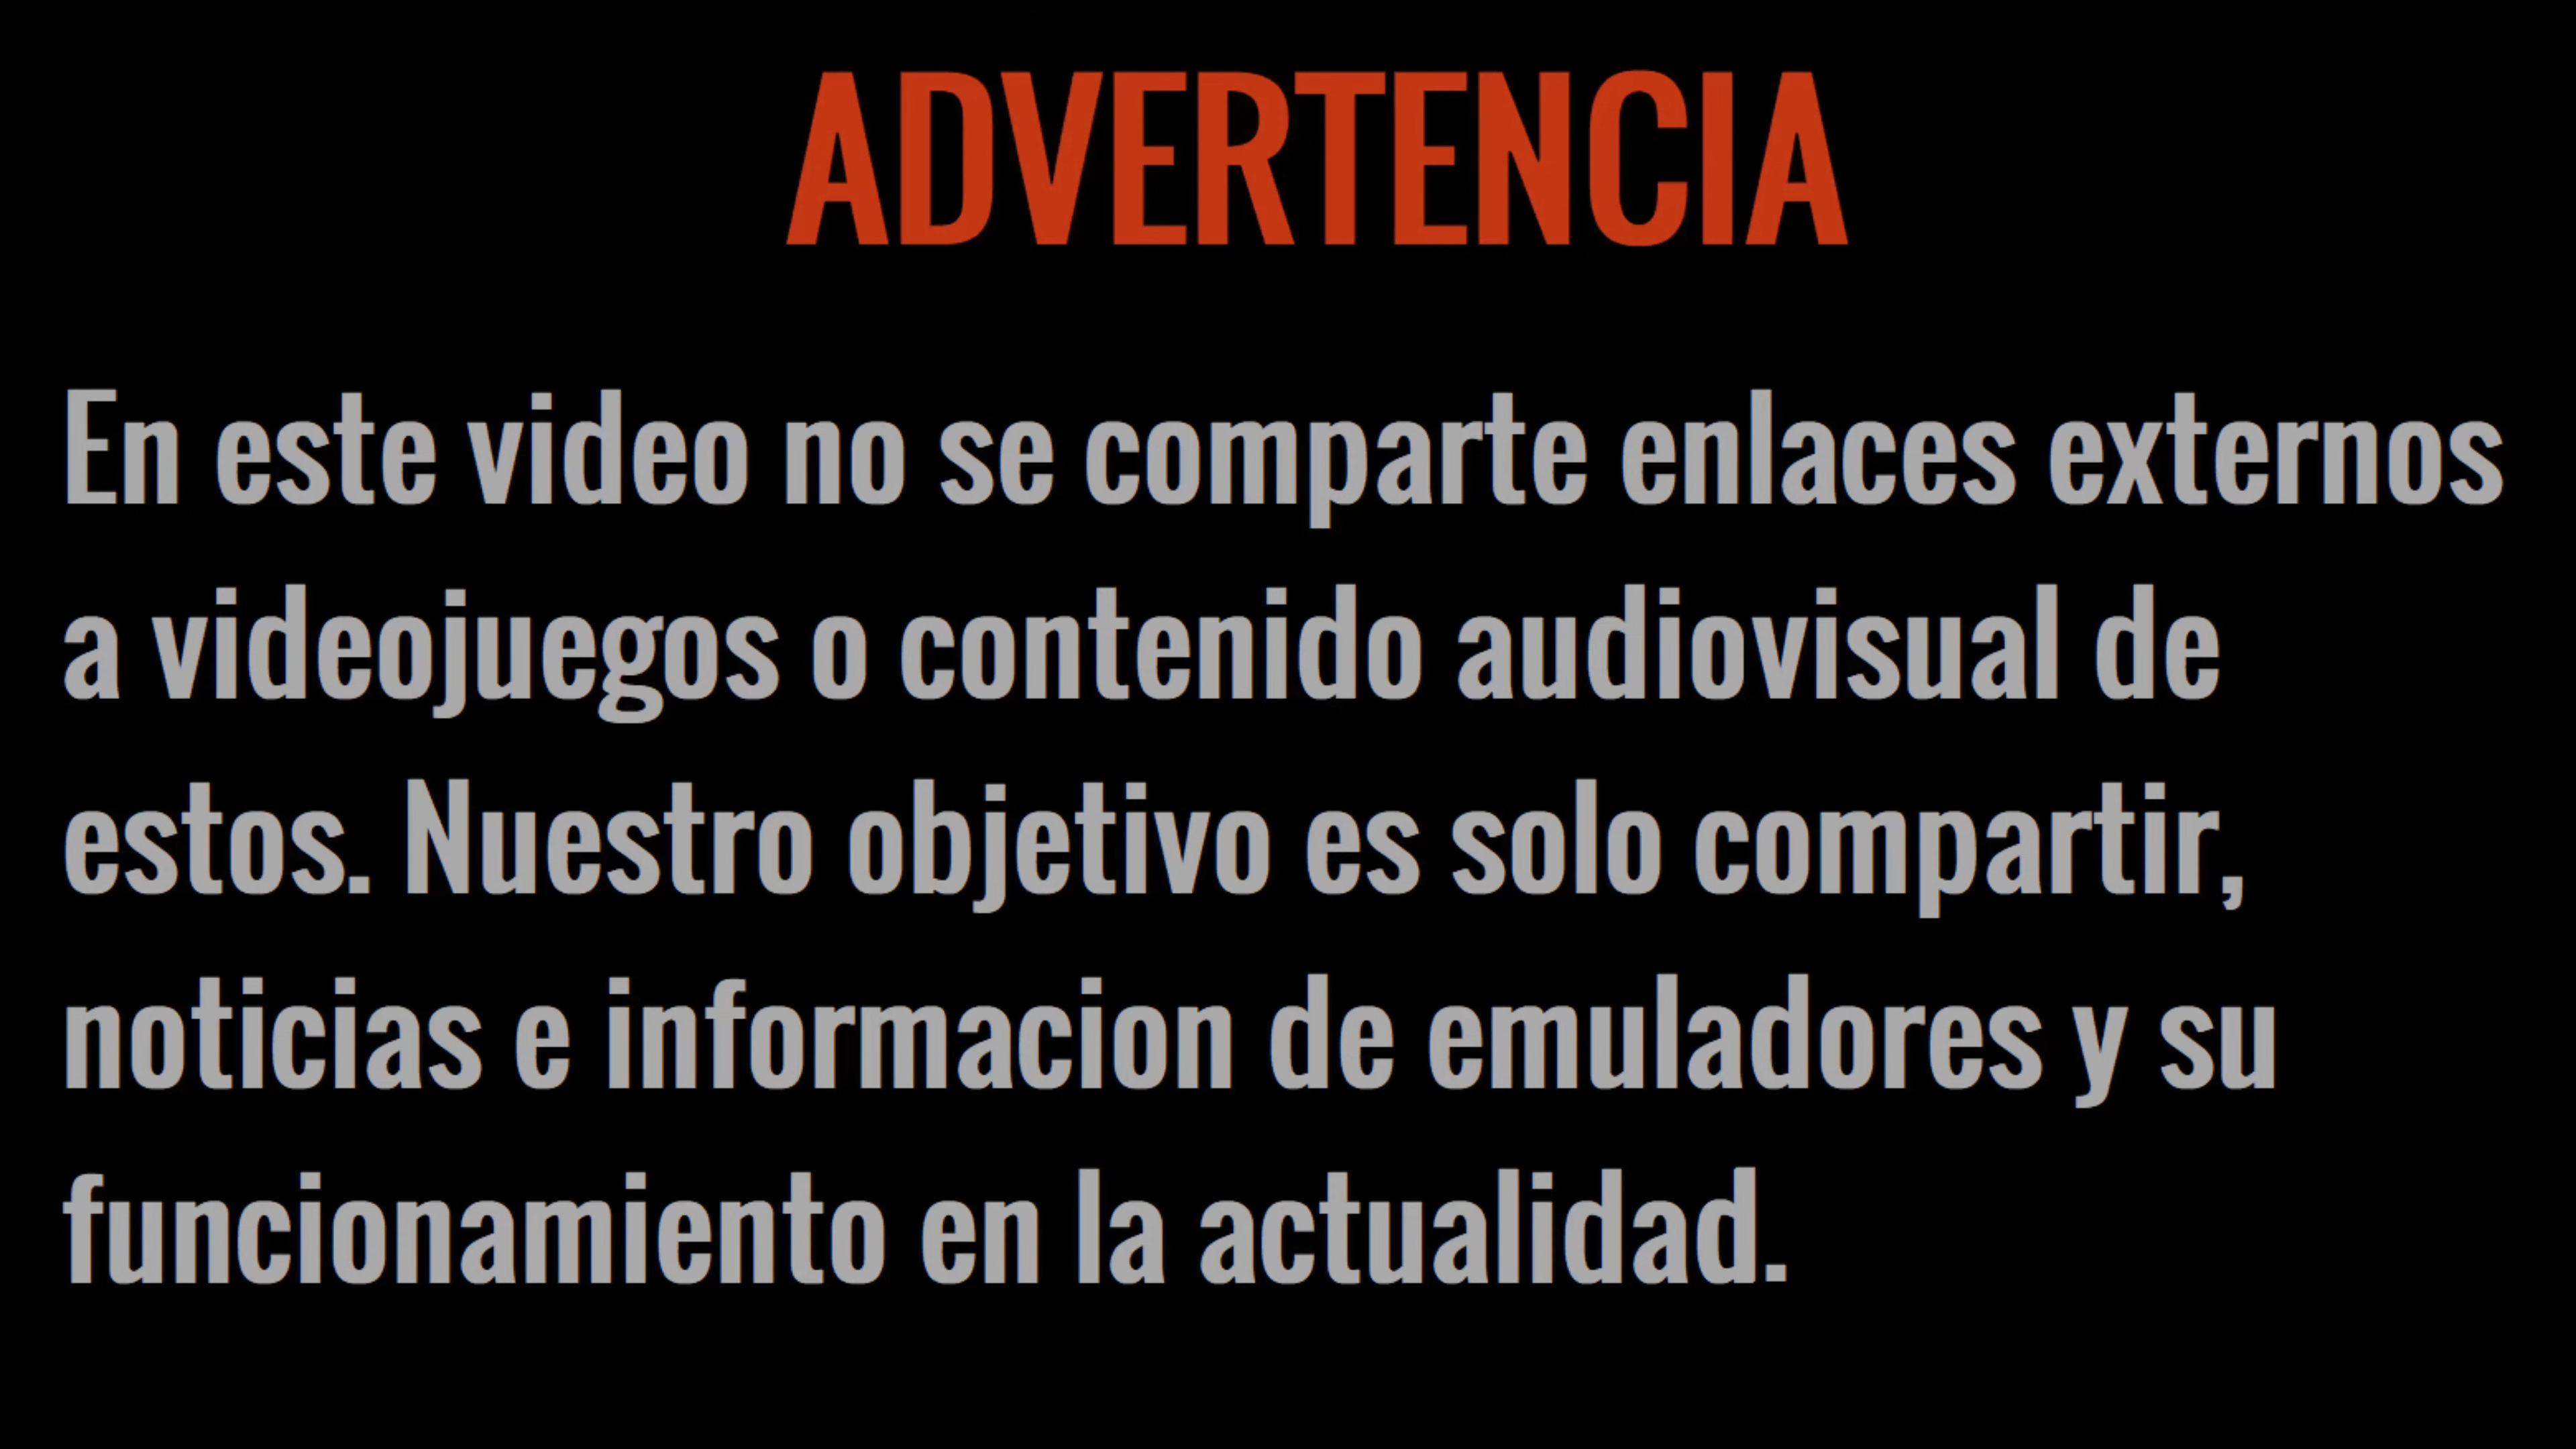 ADVERTENCIA
En este video no se comparte enlaces externos
a videojuegos o contenido audiovisual de
estos. Nuestro objetivo es solo compartir,
noticias e informacion de emuladores y su
funcionamiento en la actualidad.